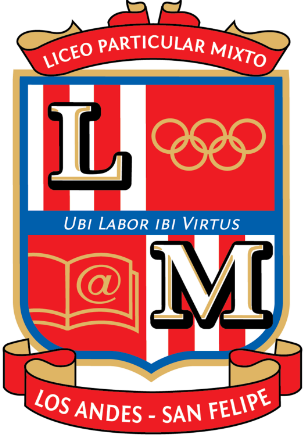 LICEO PARTICULAR MIXTO
L
UBI LABOR IBI VIRTUS
@
M
LOS ANDES - SAN FELIPE